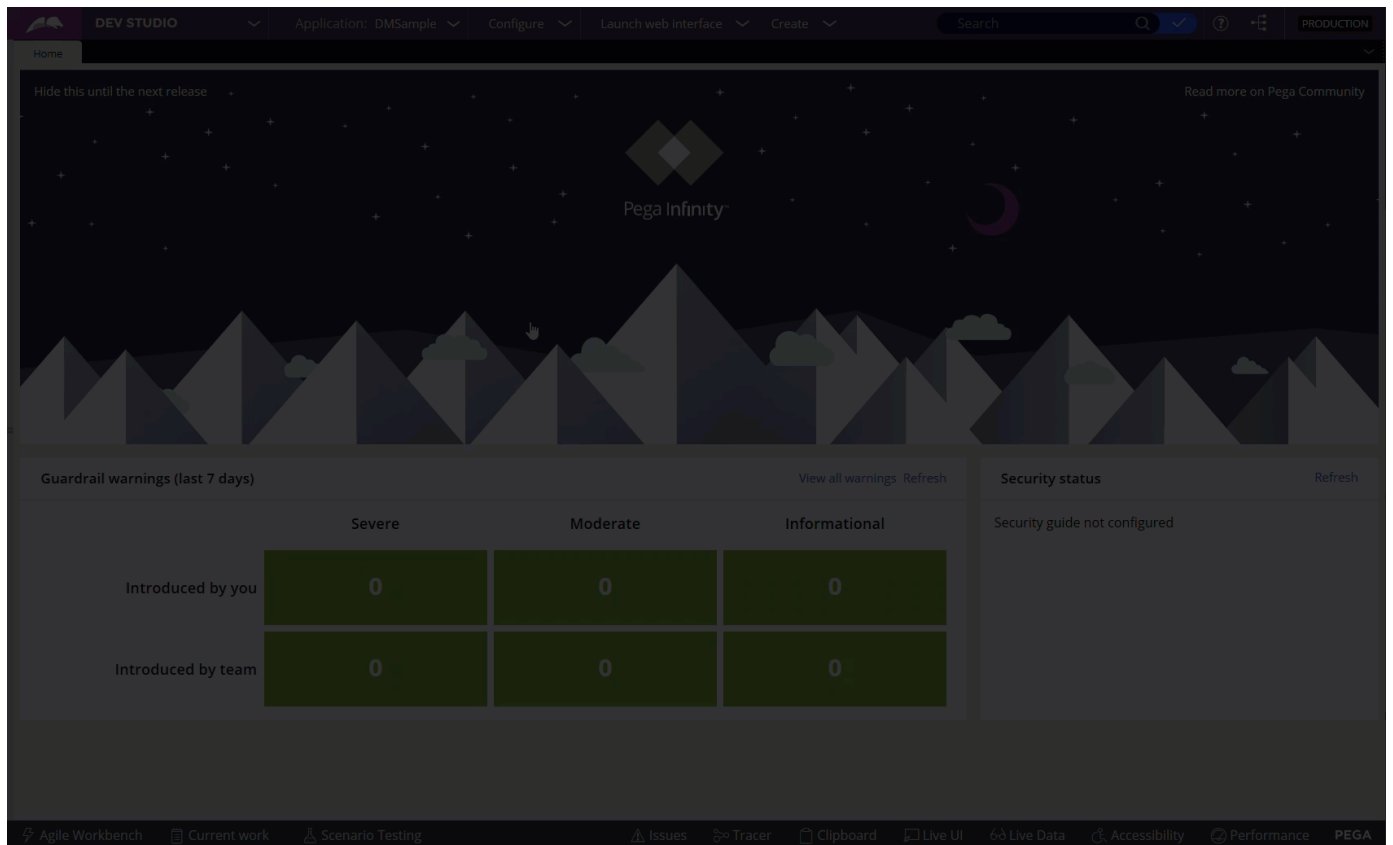 DEV STUDIO Application: DMSample Configure Launch web interface Create Search PRODUCTION
Home
Hide this until the next release Read more on Pega Community
Pega Infinity™
Guardrail warnings (last 7 days) View all warnings Refresh Security status Refresh
Severe Moderate Informational Security guide not configured
Introduced by you 0 0 0
Introduced by team 0 0 0
Agile Workbench Current work Scenario Testing Issues Tracer Clipboard Live UI Live Data Accessibility Performance PEGA